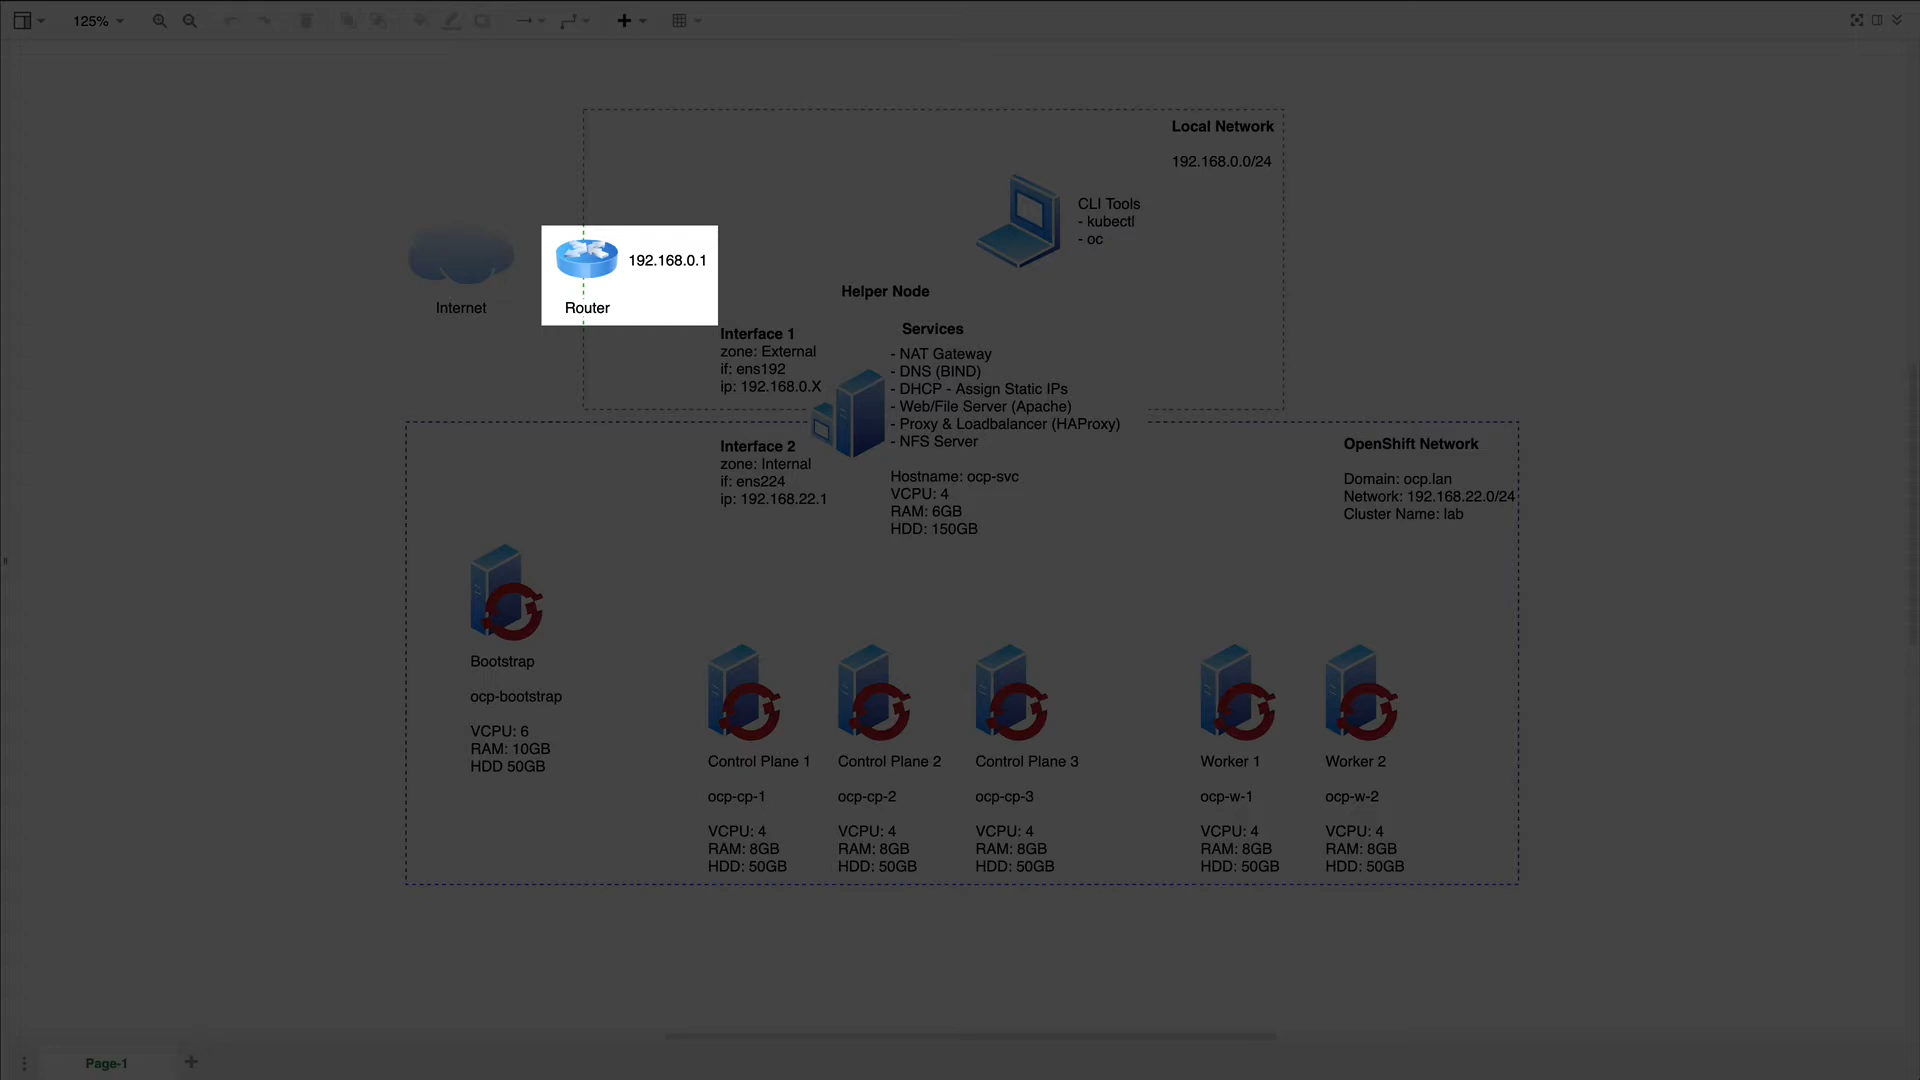 125%
Local Network
192.168.0.0/24
CLI Tools
- kubectl
- oc
192.168.0.1
Internet
Router
Helper Node
Interface 1
zone: External
if: ens192
ip: 192.168.0.X
Services
- NAT Gateway
- DNS (BIND)
- DHCP - Assign Static IPs
- Web/File Server (Apache)
- Proxy & Loadbalancer (HAProxy)
- NFS Server
Interface 2
zone: Internal
if: ens224
ip: 192.168.22.1
Hostname: ocp-svc
VCPU: 4
RAM: 6GB
HDD: 150GB
OpenShift Network
Domain: ocp.lan
Network: 192.168.22.0/24
Cluster Name: lab
Bootstrap
ocp-bootstrap
VCPU: 6
RAM: 10GB
HDD 50GB
Control Plane 1
ocp-cp-1
VCPU: 4
RAM: 8GB
HDD: 50GB
Control Plane 2
ocp-cp-2
VCPU: 4
RAM: 8GB
HDD: 50GB
Control Plane 3
ocp-cp-3
VCPU: 4
RAM: 8GB
HDD: 50GB
Worker 1
ocp-w-1
VCPU: 4
RAM: 8GB
HDD: 50GB
Worker 2
ocp-w-2
VCPU: 4
RAM: 8GB
HDD: 50GB
Page-1